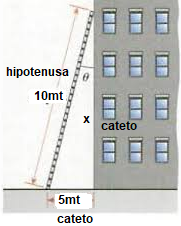 hipotenusa
θ
10mt
x
cateto
5mt
cateto